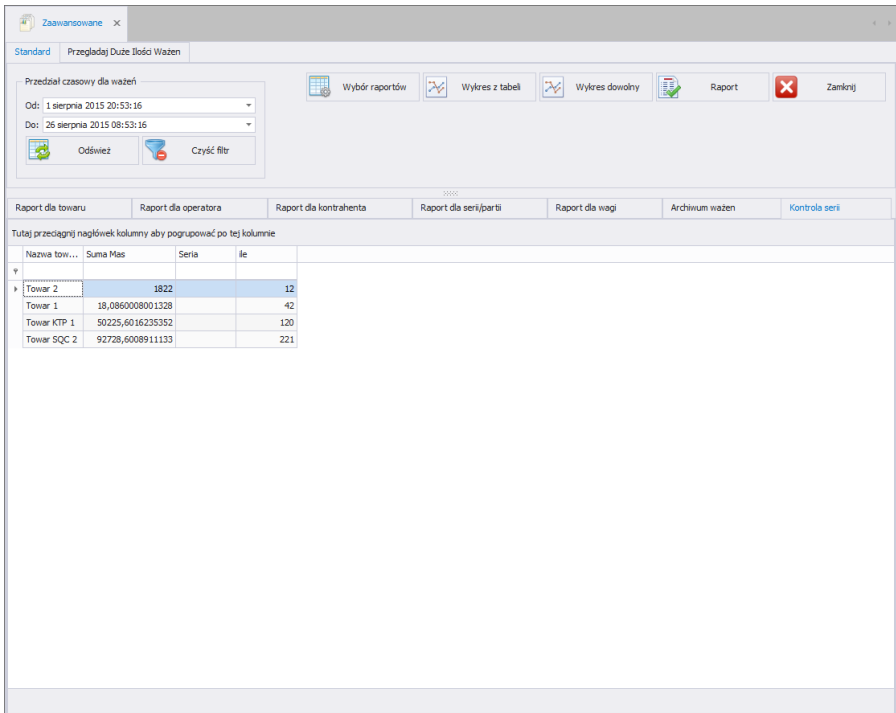 Zaawansowane
Standard Przegladaj Duże Ilości Ważen
Przedział czasowy dla ważeń
Od: 1 sierpnia 2015 20:53:16
Do: 26 sierpnia 2015 08:53:16
Odśwież Czyść filtr
Wybór raportów Wykres z tabeli Wykres dowolny Raport Zamknij
Raport dla towaru Raport dla operatora Raport dla kontrahenta Raport dla serii/partii Raport dla wagi Archiwum ważen Kontrola serii
Tutaj przeciągnij nagłówek kolumny aby pogrupować po tej kolumnie
Nazwa tow... Suma Mas Seria ile
Towar 2 1822 12
Towar 1 18,0860008001328 42
Towar KTP 1 50225,6016235352 120
Towar SQC 2 92728,6008911133 221